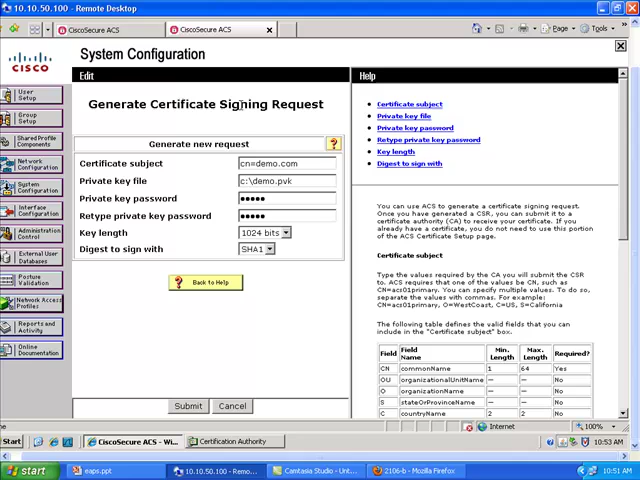 10.10.50.100 - Remote Desktop
CiscoSecure ACS
CiscoSecure ACS
Page
Tools
CISCO
System Configuration
Edit
Generate Certificate Signing Request
Generate new request
?
Certificate subject
cn=demo.com
Private key file
c:\demo.pvk
Private key password
•••••
Retype private key password
•••••
Key length
1024 bits
Digest to sign with
SHA1
? Back to Help
Submit
Cancel
User
Setup
Group
Setup
Shared Profile
Components
Network
Configuration
System
Configuration
Interface
Configuration
Administration
Control
External User
Databases
Posture
Validation
Network Access
Profiles
Reports and
Activity
Online
Documentation
Help
Certificate subject
Private key file
Private key password
Retype private key password
Key length
Digest to sign with
You can use ACS to generate a certificate signing request.
Once you have generated a CSR, you can submit it to a
certificate authority (CA) to receive your certificate. If you
already have a certificate, you do not need to use this portion
of the ACS Certificate Setup page.
Certificate subject
Type the values required by the CA you will submit the CSR
to. ACS requires that one of the values be CN, such as
CN=acs01primary. You can specify multiple values. To do so,
separate the values with commas. For example:
CN=acs01primary, O=WestCoast, C=US, S=California
The following table defines the valid fields that you can
include in the "Certificate subject" box.
Field Field Name Min. Length Max. Length Required?
CN commonName 1 64 Yes
OU organizationalUnitName — — No
O organizationName — — No
S stateOrProvinceName — — No
C countryName 2 2 No
ne
Internet
100%
Start
CiscoSecure ACS - Wi...
Certification Authority
10:53 AM
start
eaps.ppt
10.10.50.100 - Remo...
Camtasia Studio - Unt...
2106-b - Mozilla Firefox
10:51 AM